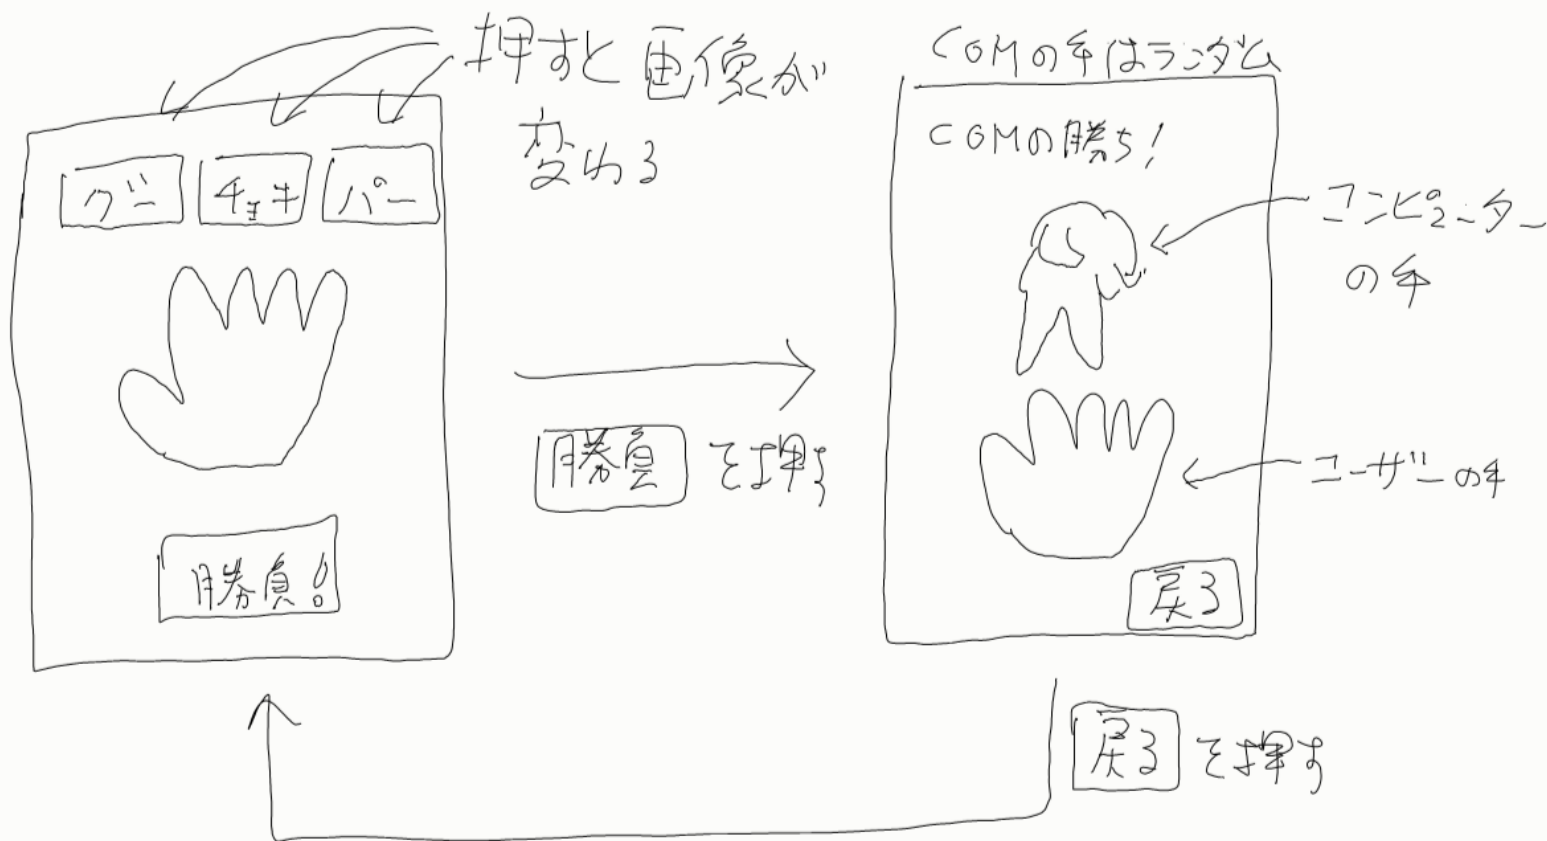 押すと画像が
変わる
グー チョキ パー
勝負!
勝負 を押す
COMの手はランダム
COMの勝ち!
コンピューター
の手
ユーザーの手
戻る
戻る を押す